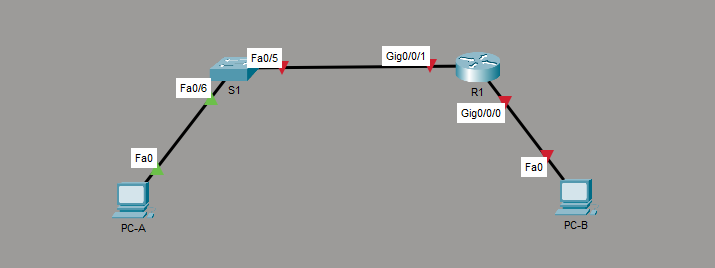 Fa0/5
Gig0/0/1
Fa0/6
S1
R1
Gig0/0/0
Fa0
Fa0
PC-A
PC-B